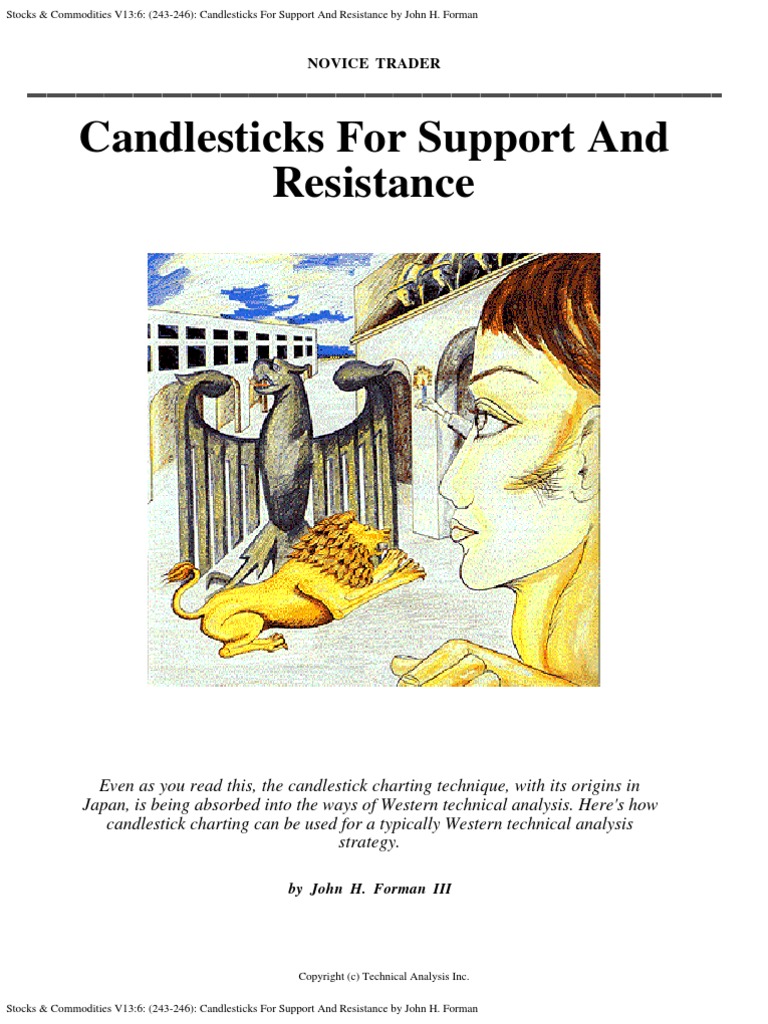 Stocks & Commodities V13:6: (243-246): Candlesticks For Support And Resistance by John H. Forman
NOVICE TRADER
Candlesticks For Support And
Resistance
Even as you read this, the candlestick charting technique, with its origins in
Japan, is being absorbed into the ways of Western technical analysis. Here's how
candlestick charting can be used for a typically Western technical analysis
strategy.
by John H. Forman III
Copyright (c) Technical Analysis Inc.
Stocks & Commodities V13:6: (243-246): Candlesticks For Support And Resistance by John H. Forman